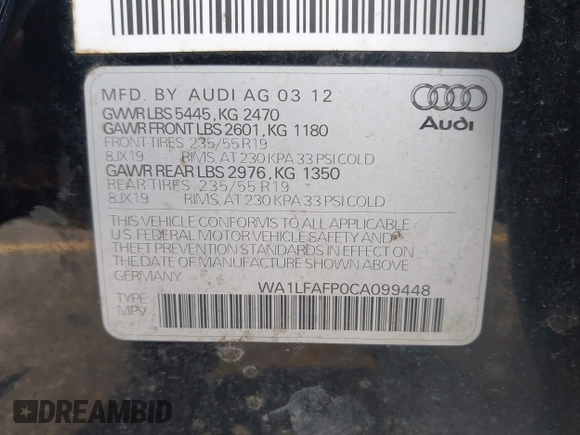 MFD. BY AUDI AG 03 12
GVWR LBS 5445, KG 2470
GAWR FRONT LBS 2601, KG 1180
FRONT-TIRES 235/55 R19
8JX19 RIMS, AT 230 KPA 33 PSI COLD
GAWR REAR LBS 2976, KG 1350
REAR-TIRES 235/55 R19
8JX19 RIMS, AT 230 KPA 33 PSI COLD
THIS VEHICLE CONFORMS TO ALL APPLICABLE
U.S FEDERAL MOTOR VEHICLE SAFETY AND
THEFT PREVENTION STANDARDS IN EFFECT ON
THE DATE OF MANUFACTURE SHOWN ABOVE.
GERMANY
WA1LFAFP0CA099448
TYPE
MPV
Audi
DREAMBID